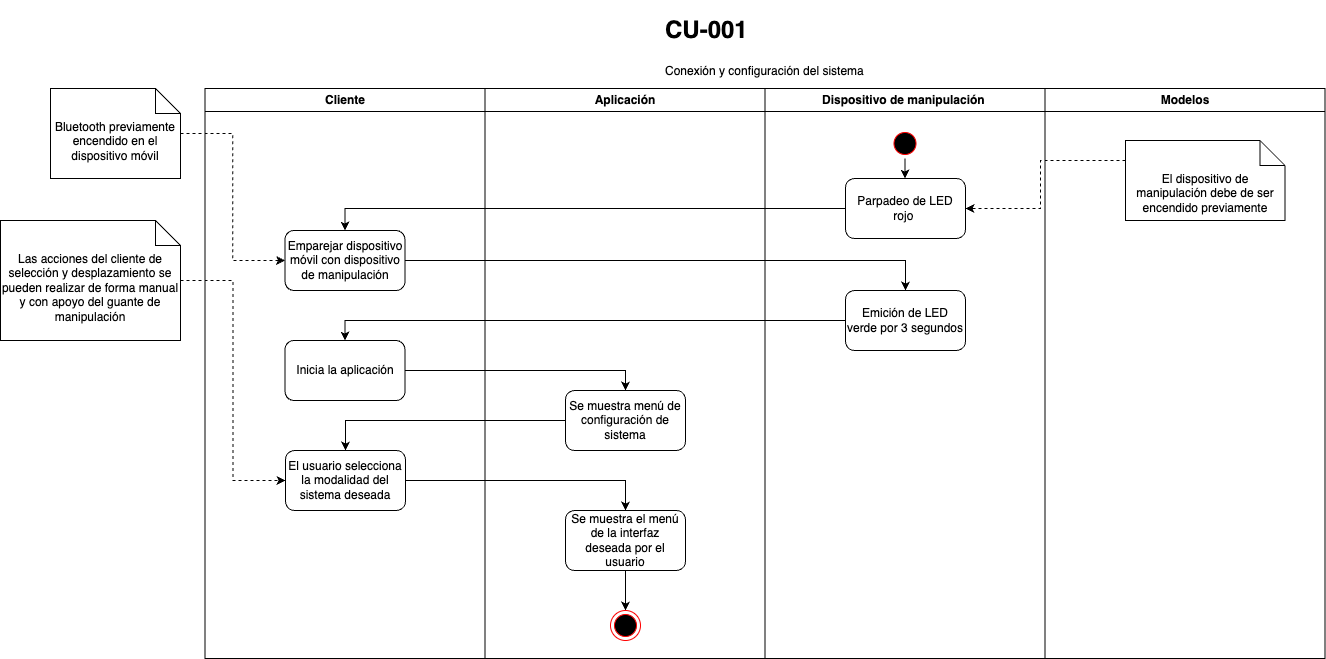 CU-001
Conexión y configuración del sistema
Cliente
Aplicación
Dispositivo de manipulación
Modelos
Bluetooth previamente
encendido en el
dispositivo móvil
Parpadeo de LED
rojo
El dispositivo de
manipulación debe de ser
encendido previamente
Emparejar dispositivo
móvil con dispositivo
de manipulación
Las acciones del cliente de
selección y desplazamiento se
pueden realizar de forma manual
y con apoyo del guante de
manipulación
Emición de LED
verde por 3 segundos
Inicia la aplicación
Se muestra menú de
configuración de
sistema
El usuario selecciona
la modalidad del
sistema deseada
Se muestra el menú
de la interfaz
deseada por el
usuario